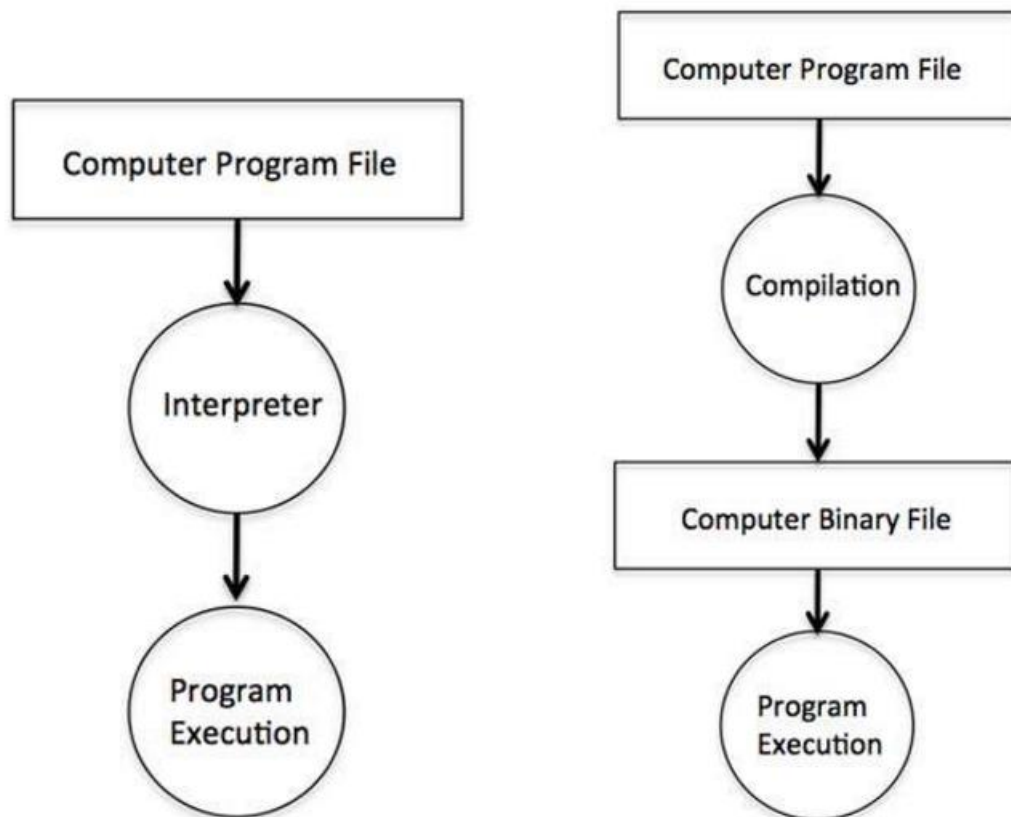 Computer Program File
Interpreter
Program
Execution
Computer Program File
Compilation
Computer Binary File
Program
Execution